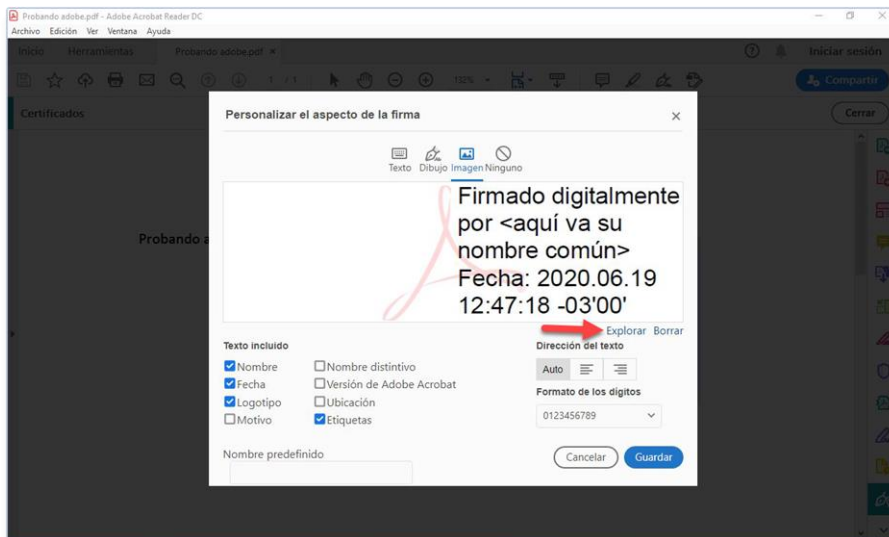 Probando adobe.pdf - Adobe Acrobat Reader DC
Archivo Edición Ver Ventana Ayuda
Inicio Herramientas Probando adobe.pdf × Iniciar sesión
1 / 1 112% Compartir
Certificados Cerrar
Personalizar el aspecto de la firma
Texto Dibujo Imagen Ninguno
Firmado digitalmente
por <aquí va su
nombre común>
Fecha: 2020.06.19
12:47:18 -03'00'
Probando a
Explorar Borrar
Texto incluido
Nombre Nombre distintivo
Fecha Versión de Adobe Acrobat
Logotipo Ubicación
Motivo Etiquetas
Dirección del texto
Auto
Formato de los dígitos
0123456789
Nombre predefinido
Cancelar Guardar